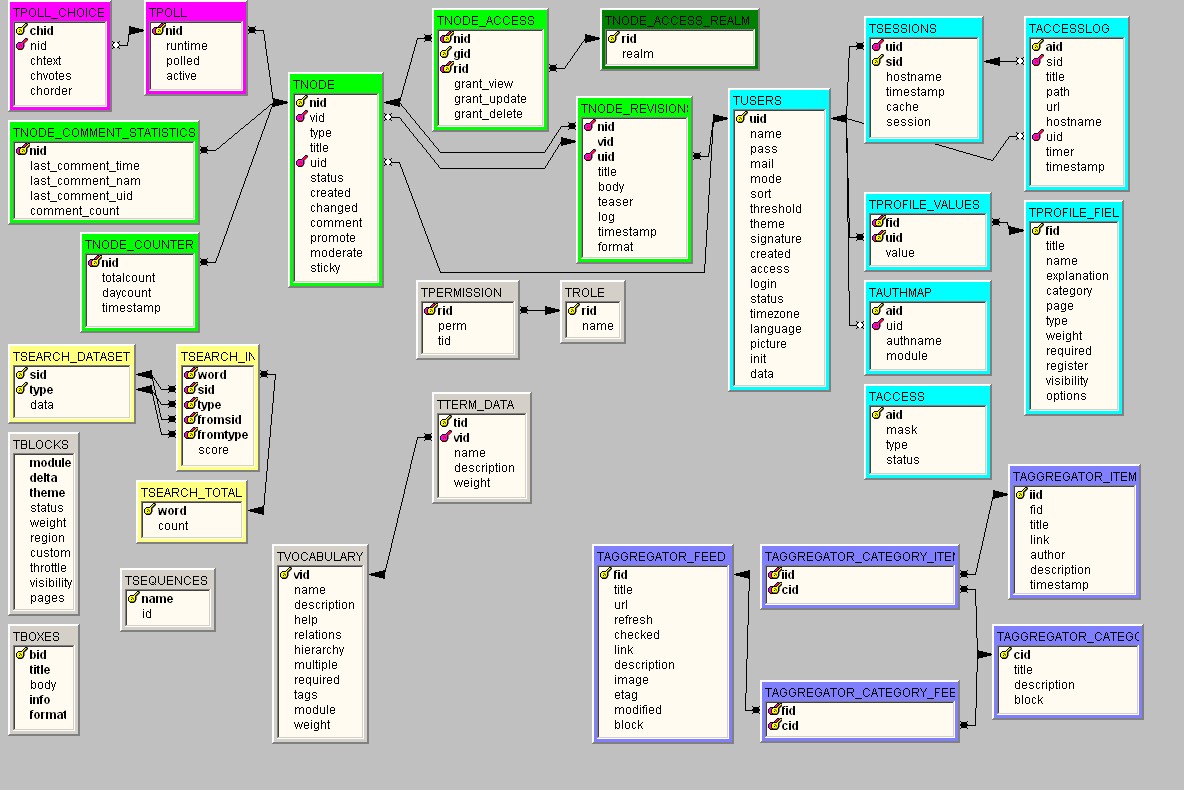 TPOLL_CHOICE
chid
nid
chtext
chvotes
chorder
TPOLL
nid
runtime
polled
active
TNODE_ACCESS
nid
gid
rid
grant_view
grant_update
grant_delete
TNODE_ACCESS_REALM
rid
realm
TSESSIONS
uid
sid
hostname
timestamp
cache
session
TACCESSLOG
aid
sid
title
path
url
hostname
uid
timer
timestamp
TNODE
nid
vid
type
title
uid
status
created
changed
comment
promote
moderate
sticky
TNODE_REVISIONS
nid
vid
uid
title
body
teaser
log
timestamp
format
TUSERS
uid
name
pass
mail
mode
sort
threshold
theme
signature
created
access
login
status
timezone
language
picture
init
data
TNODE_COMMENT_STATISTICS
nid
last_comment_time
last_comment_nam
last_comment_uid
comment_count
TNODE_COUNTER
nid
totalcount
daycount
timestamp
TPROFILE_VALUES
fid
uid
value
TPROFILE_FIEL
fid
title
name
explanation
category
page
type
weight
required
register
visibility
options
TPERMISSION
rid
perm
tid
TROLE
rid
name
TAUTHMAP
aid
uid
authname
module
TACCESS
aid
mask
type
status
TSEARCH_DATASET
sid
type
data
TSEARCH_IN
word
sid
type
fromsid
fromtype
score
TTERM_DATA
tid
vid
name
description
weight
TBLOCKS
module
delta
theme
status
weight
region
custom
throttle
visibility
pages
TSEARCH_TOTAL
word
count
TSEQUENCES
name
id
TBOXES
bid
title
body
info
format
TVOCABULARY
vid
name
description
help
relations
hierarchy
multiple
required
tags
module
weight
TAGGREGATOR_FEED
fid
title
url
refresh
checked
link
description
image
etag
modified
block
TAGGREGATOR_CATEGORY_ITEM
iid
cid
TAGGREGATOR_ITEM
iid
fid
title
link
author
description
timestamp
TAGGREGATOR_CATEGO
cid
title
description
block
TAGGREGATOR_CATEGORY_FEE
fid
cid